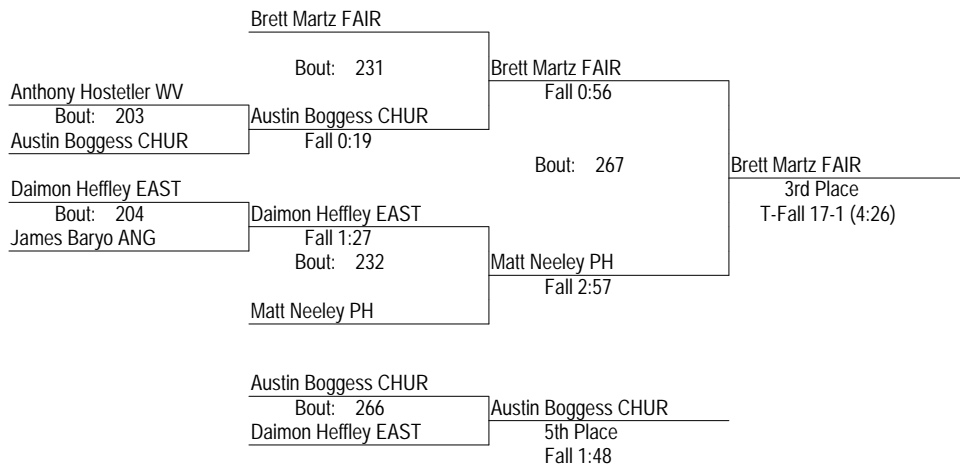 Brett Martz FAIR
Bout: 231
Brett Martz FAIR
Fall 0:56
Anthony Hostetler WV
Bout: 203
Austin Boggess CHUR
Austin Boggess CHUR
Fall 0:19
Bout: 267
Brett Martz FAIR
3rd Place
T-Fall 17-1 (4:26)
Daimon Heffley EAST
Bout: 204
James Baryo ANG
Daimon Heffley EAST
Fall 1:27
Bout: 232
Matt Neeley PH
Fall 2:57
Matt Neeley PH
Austin Boggess CHUR
Bout: 266
Daimon Heffley EAST
Austin Boggess CHUR
5th Place
Fall 1:48